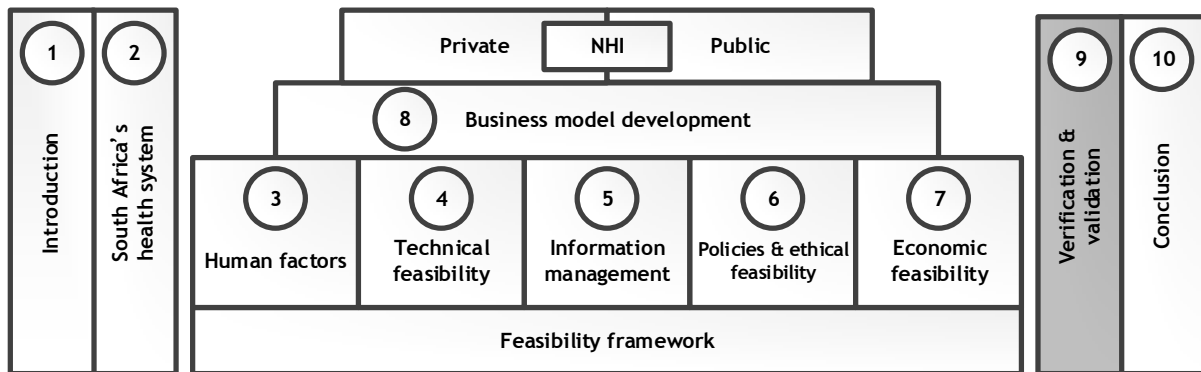 1
Introduction
2
South Africa's
health system
Private
NHI
Public
8
Business model development
3
Human factors
4
Technical
feasibility
5
Information
management
6
Policies & ethical
feasibility
7
Economic
feasibility
Feasibility framework
9
Verification &
validation
10
Conclusion